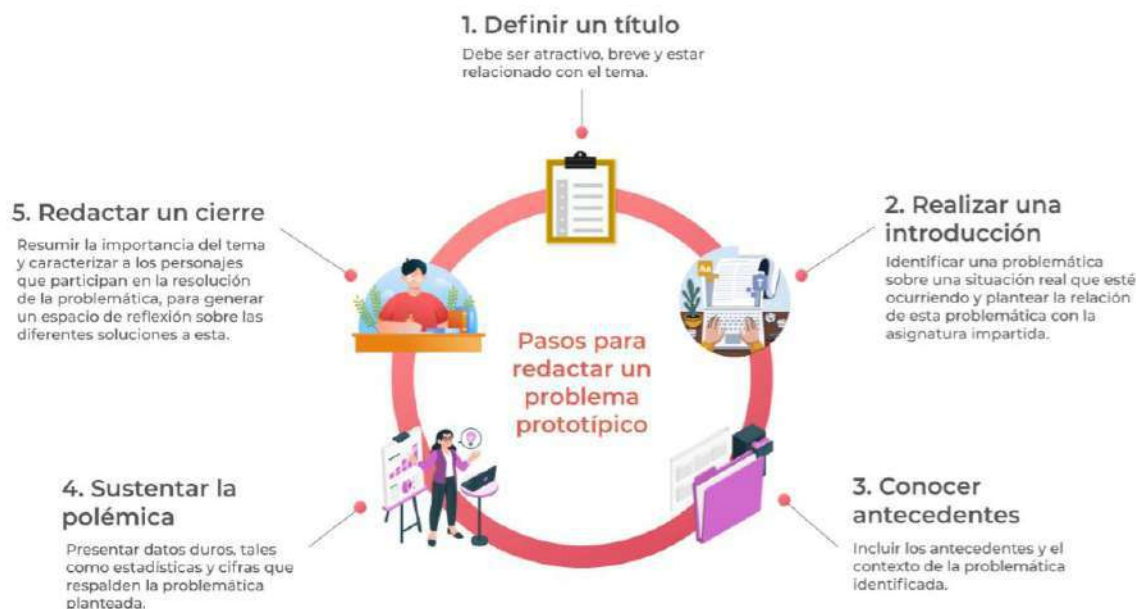 1. Definir un título
Debe ser atractivo, breve y estar
relacionado con el tema.
2. Realizar una
introducción
Identificar una problemática
sobre una situación real que esté
ocurriendo y plantear la relación
de esta problemática con la
asignatura impartida.
3. Conocer
antecedentes
Incluir los antecedentes y el
contexto de la problemática
identificada.
4. Sustentar la
polémica
Presentar datos duros, tales
como estadísticas y cifras que
respalden la problemática
planteada.
5. Redactar un cierre
Resumir la importancia del tema
y caracterizar a los personajes
que participan en la resolución
de la problemática, para generar
un espacio de reflexión sobre las
diferentes soluciones a esta.
Pasos para
redactar un
problema
prototípico